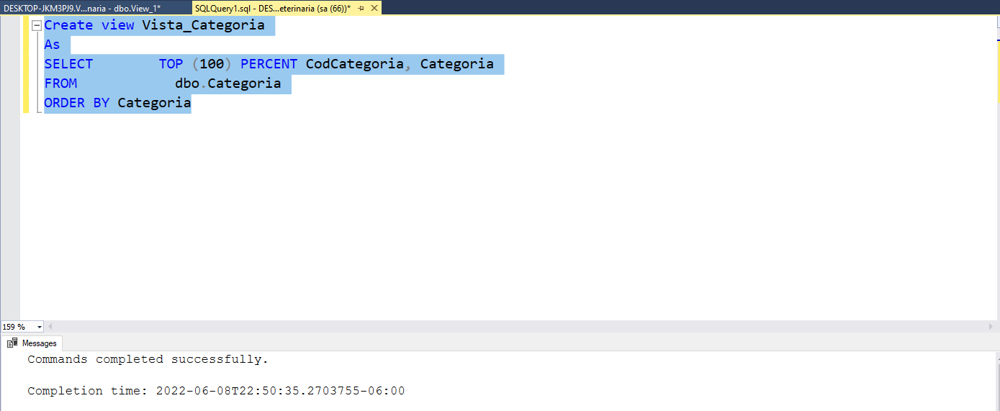 DESKTOP-JKM3PJ9.V...naria - dbo.View_1* SQLQuery1.sql - DES...eterinaria (sa (66))*
Create view Vista_Categoria
As
SELECT TOP (100) PERCENT CodCategoria, Categoria
FROM dbo.Categoria
ORDER BY Categoria
159 %
Messages
Commands completed successfully.
Completion time: 2022-06-08T22:50:35.2703755-06:00